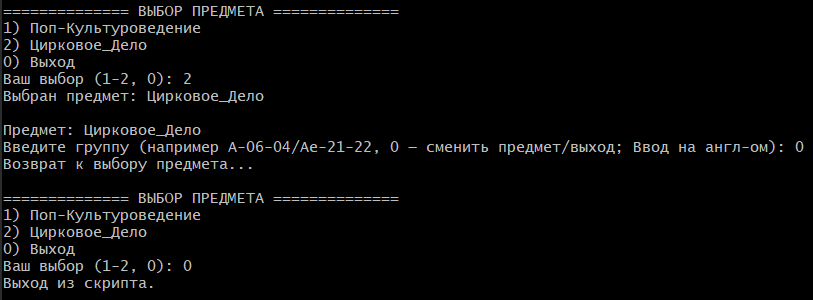 ============== ВЫБОР ПРЕДМЕТА ==============
1) Поп-Культуроведение
2) Цирковое_Дело
0) Выход
Ваш выбор (1-2, 0): 2
Выбран предмет: Цирковое_Дело
Предмет: Цирковое_Дело
Введите группу (например А-06-04/Ае-21-22, 0 — сменить предмет/выход; Ввод на англ-ом): 0
Возврат к выбору предмета...
============== ВЫБОР ПРЕДМЕТА ==============
1) Поп-Культуроведение
2) Цирковое_Дело
0) Выход
Ваш выбор (1-2, 0): 0
Выход из скрипта.